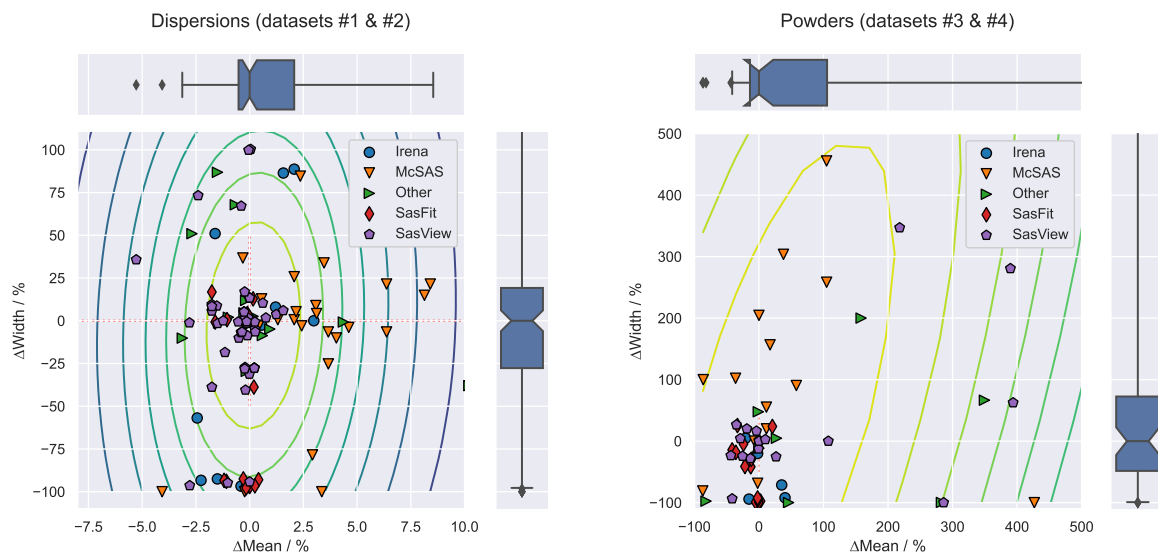 Dispersions (datasets #1 & #2)
Powders (datasets #3 & #4)
100
75
50
25
0
−25
−50
−75
−100
ΔWidth / %
Irena
McSAS
Other
SasFit
SasView
−7.5 −5.0 −2.5 0.0 2.5 5.0 7.5 10.0
ΔMean / %
500
400
300
200
100
0
−100
ΔWidth / %
Irena
McSAS
Other
SasFit
SasView
−100 0 100 200 300 400 500
ΔMean / %